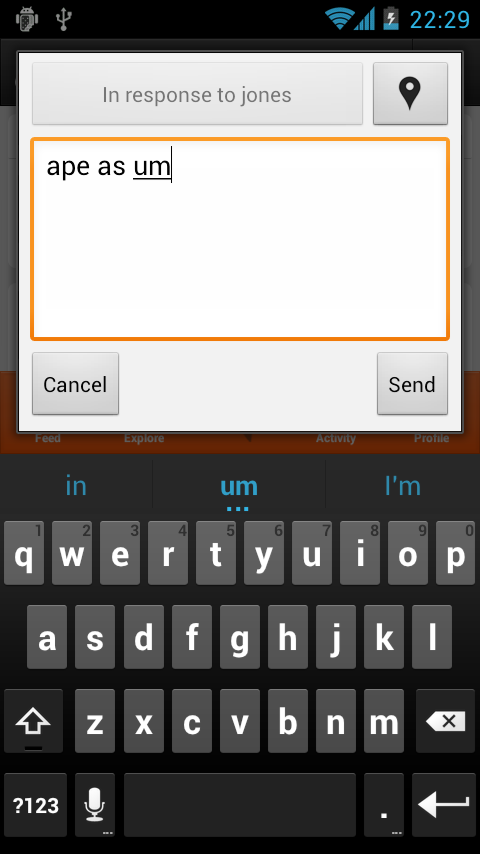 22:29
In response to jones
ape as um
Cancel
Send
Feed
Explore
Activity
Profile
in
um
I'm
1 2 3 4 5 6 7 8 9 0
q w e r t y u i o p
a s d f g h j k l
z x c v b n m
?123
.